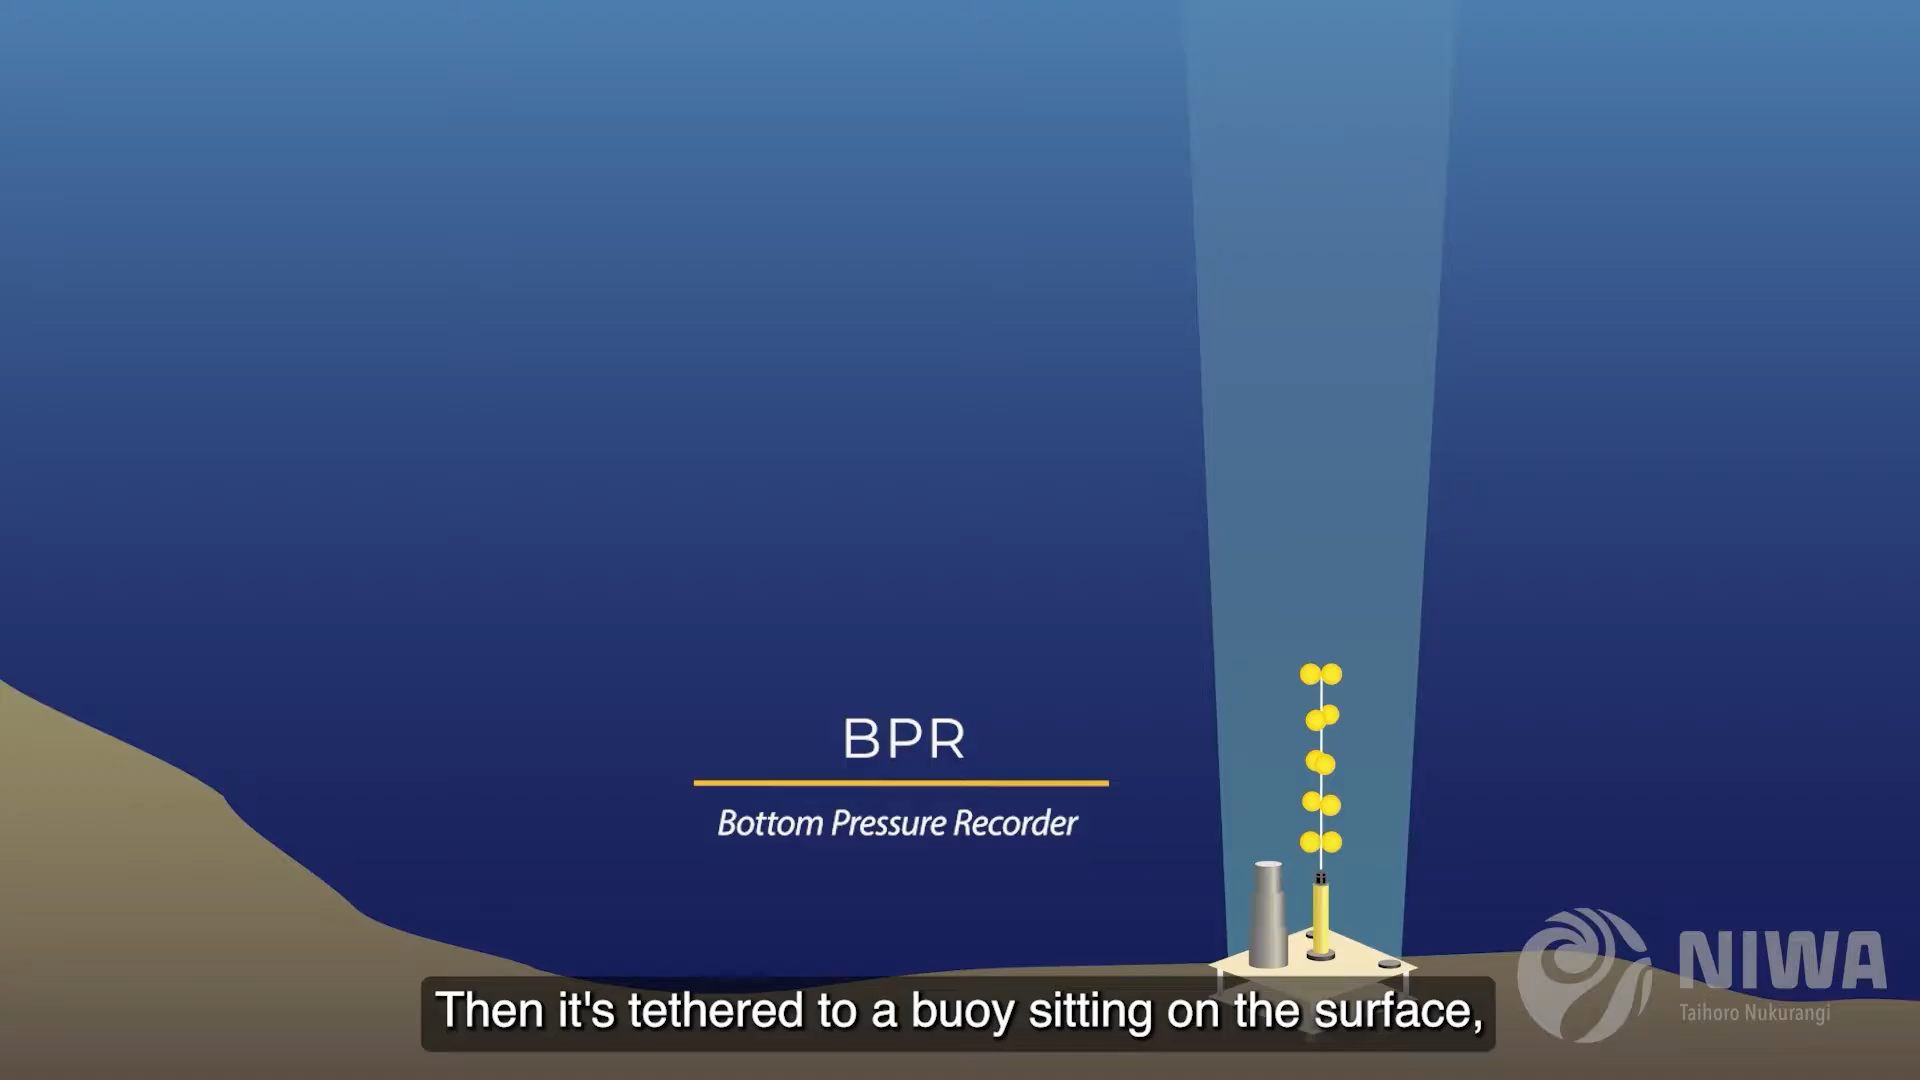 BPR
Bottom Pressure Recorder
Then it's tethered to a buoy sitting on the surface,
NIWA
Taihoro Nukurangi